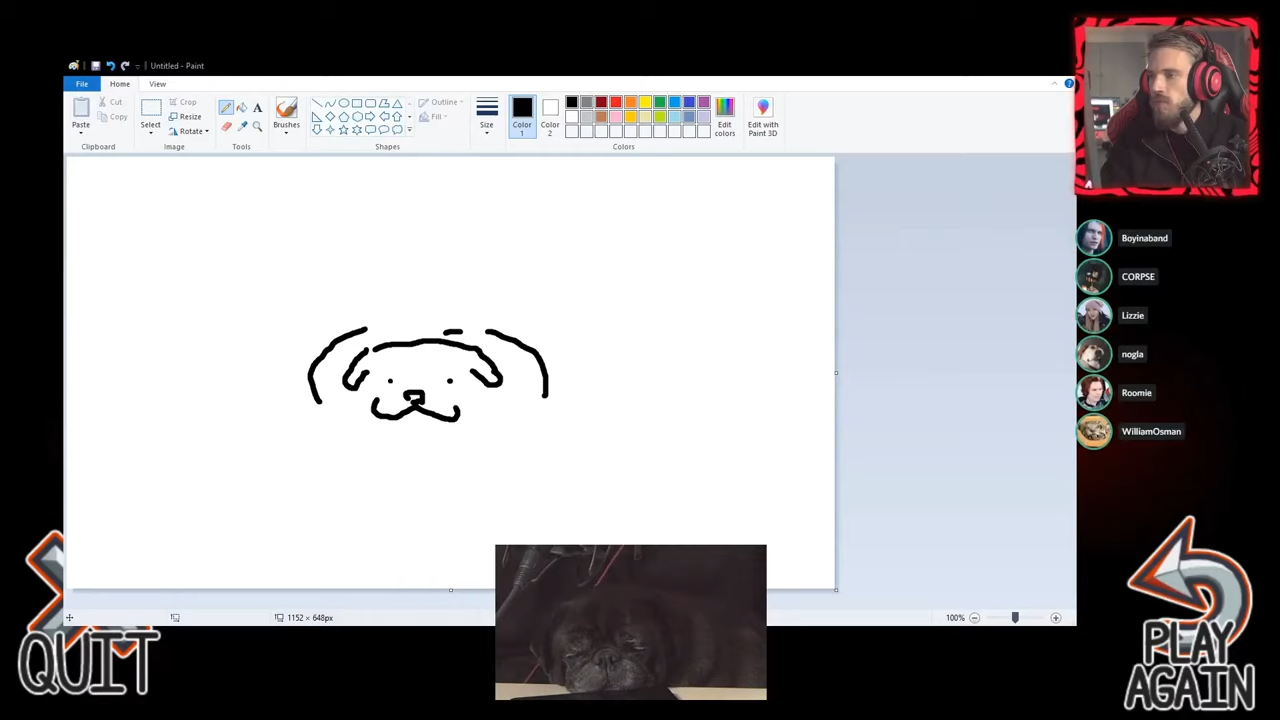 Untitled - Paint
File Home View
Paste
Cut
Copy
Clipboard
Select
Crop
Resize
Rotate
Image
A
Tools
Brushes
Outline
Fill
Shapes
Size
Color
1
Color
2
Edit
colors
Edit with
Paint 3D
Colors
Boyinaband
CORPSE
Lizzie
nogla
Roomie
WilliamOsman
1152 × 648px
100%
QUIT
PLAY
AGAIN